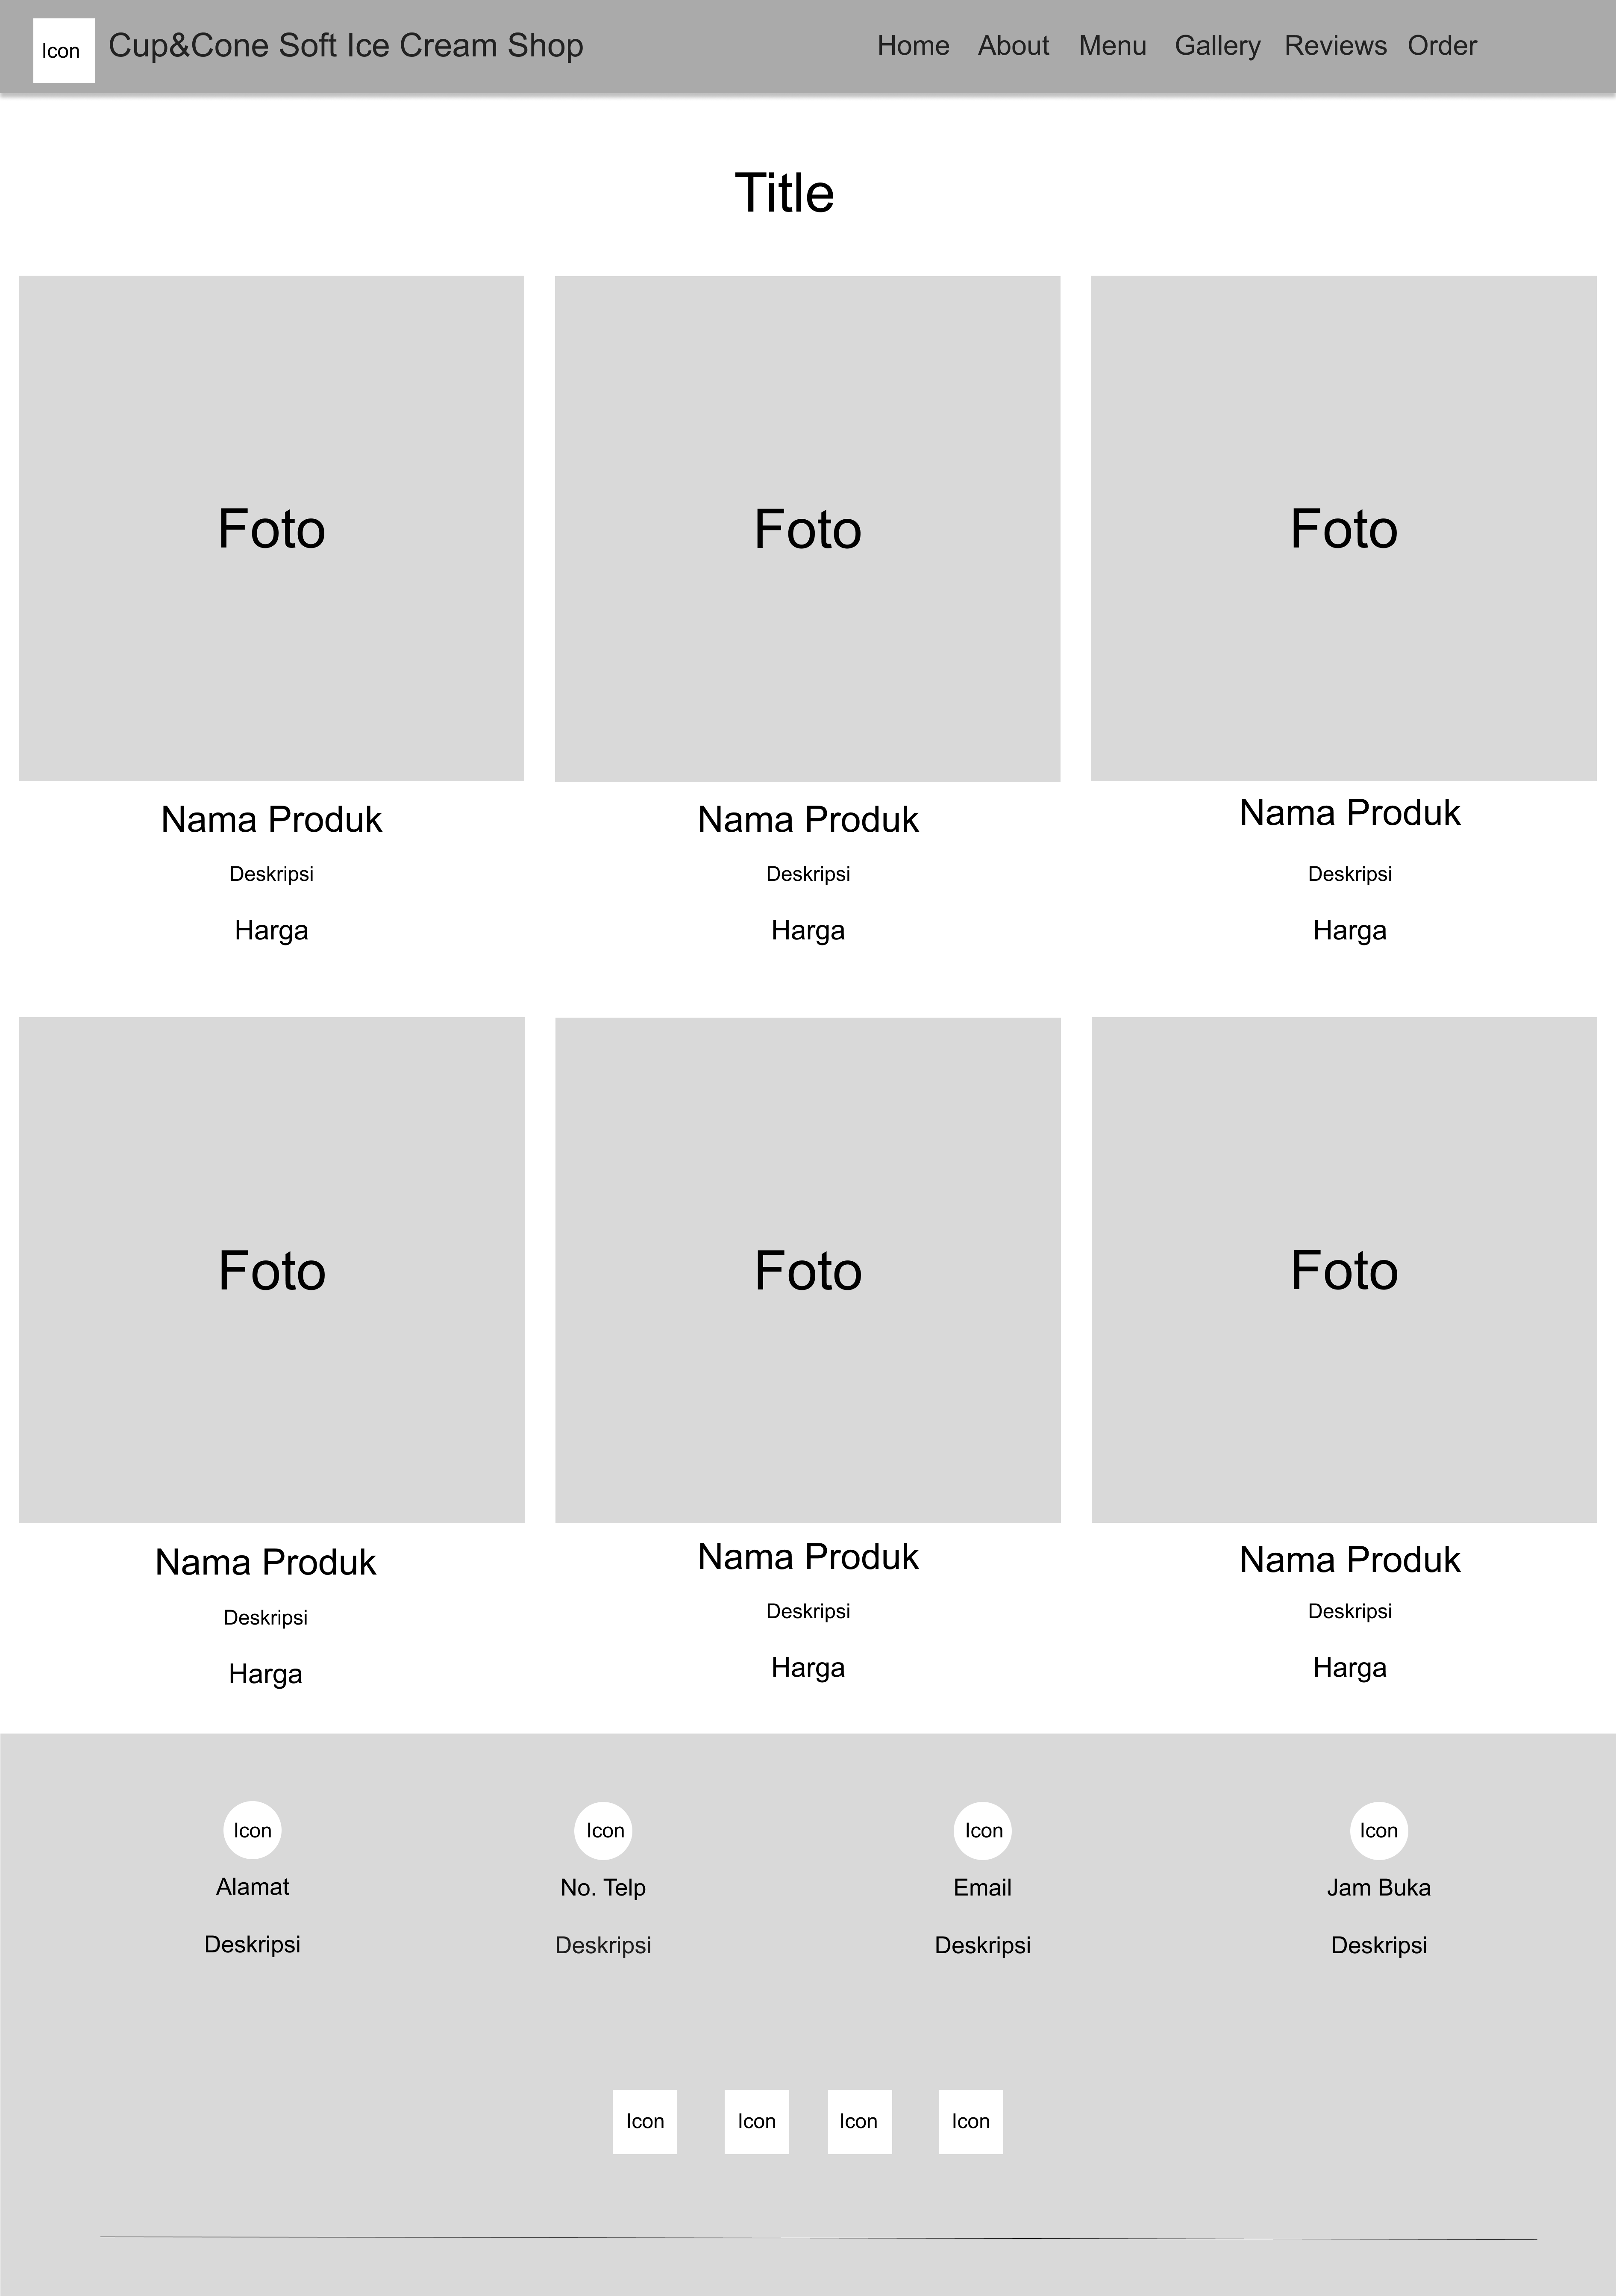 Icon Cup&Cone Soft Ice Cream Shop Home About Menu Gallery Reviews Order
Title
Foto Foto Foto
Nama Produk Nama Produk Nama Produk
Deskripsi Deskripsi Deskripsi
Harga Harga Harga
Foto Foto Foto
Nama Produk Nama Produk Nama Produk
Deskripsi Deskripsi Deskripsi
Harga Harga Harga
Icon Icon Icon Icon
Alamat No. Telp Email Jam Buka
Deskripsi Deskripsi Deskripsi Deskripsi
Icon Icon Icon Icon